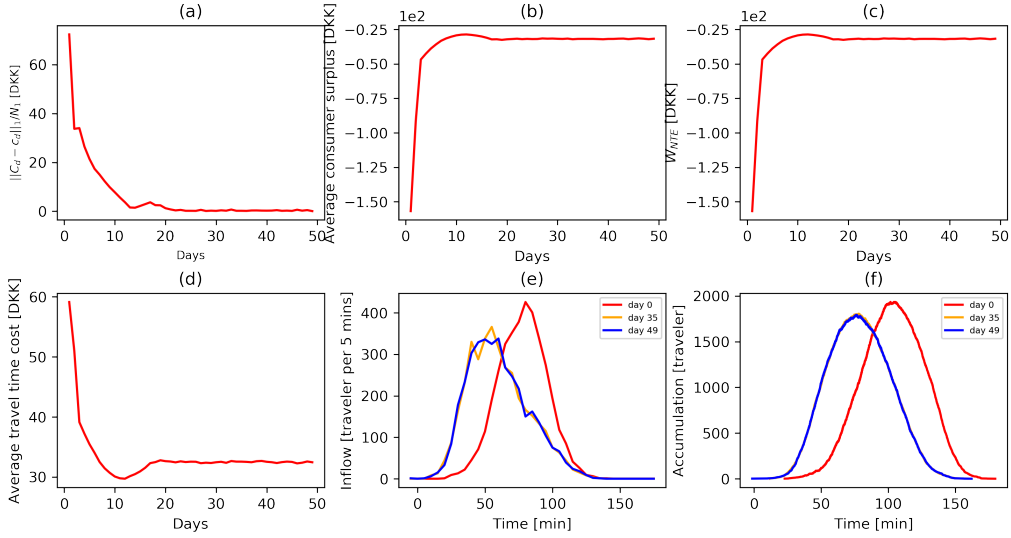 (a)
||C_d − c_d||_1/N_1 [DKK]
60
40
20
0
0 10 20 30 40 50
Days
(b)
1e2
Average consumer surplus [DKK]
−0.25
−0.50
−0.75
−1.00
−1.25
−1.50
0 10 20 30 40 50
Days
(c)
1e2
W_NTE [DKK]
−0.25
−0.50
−0.75
−1.00
−1.25
−1.50
0 10 20 30 40 50
Days
(d)
Average travel time cost [DKK]
60
50
40
30
0 10 20 30 40 50
Days
(e)
Inflow [traveler per 5 mins]
400
300
200
100
0
day 0
day 35
day 49
0 50 100 150
Time [min]
(f)
Accumulation [traveler]
2000
1500
1000
500
0
day 0
day 35
day 49
0 50 100 150
Time [min]